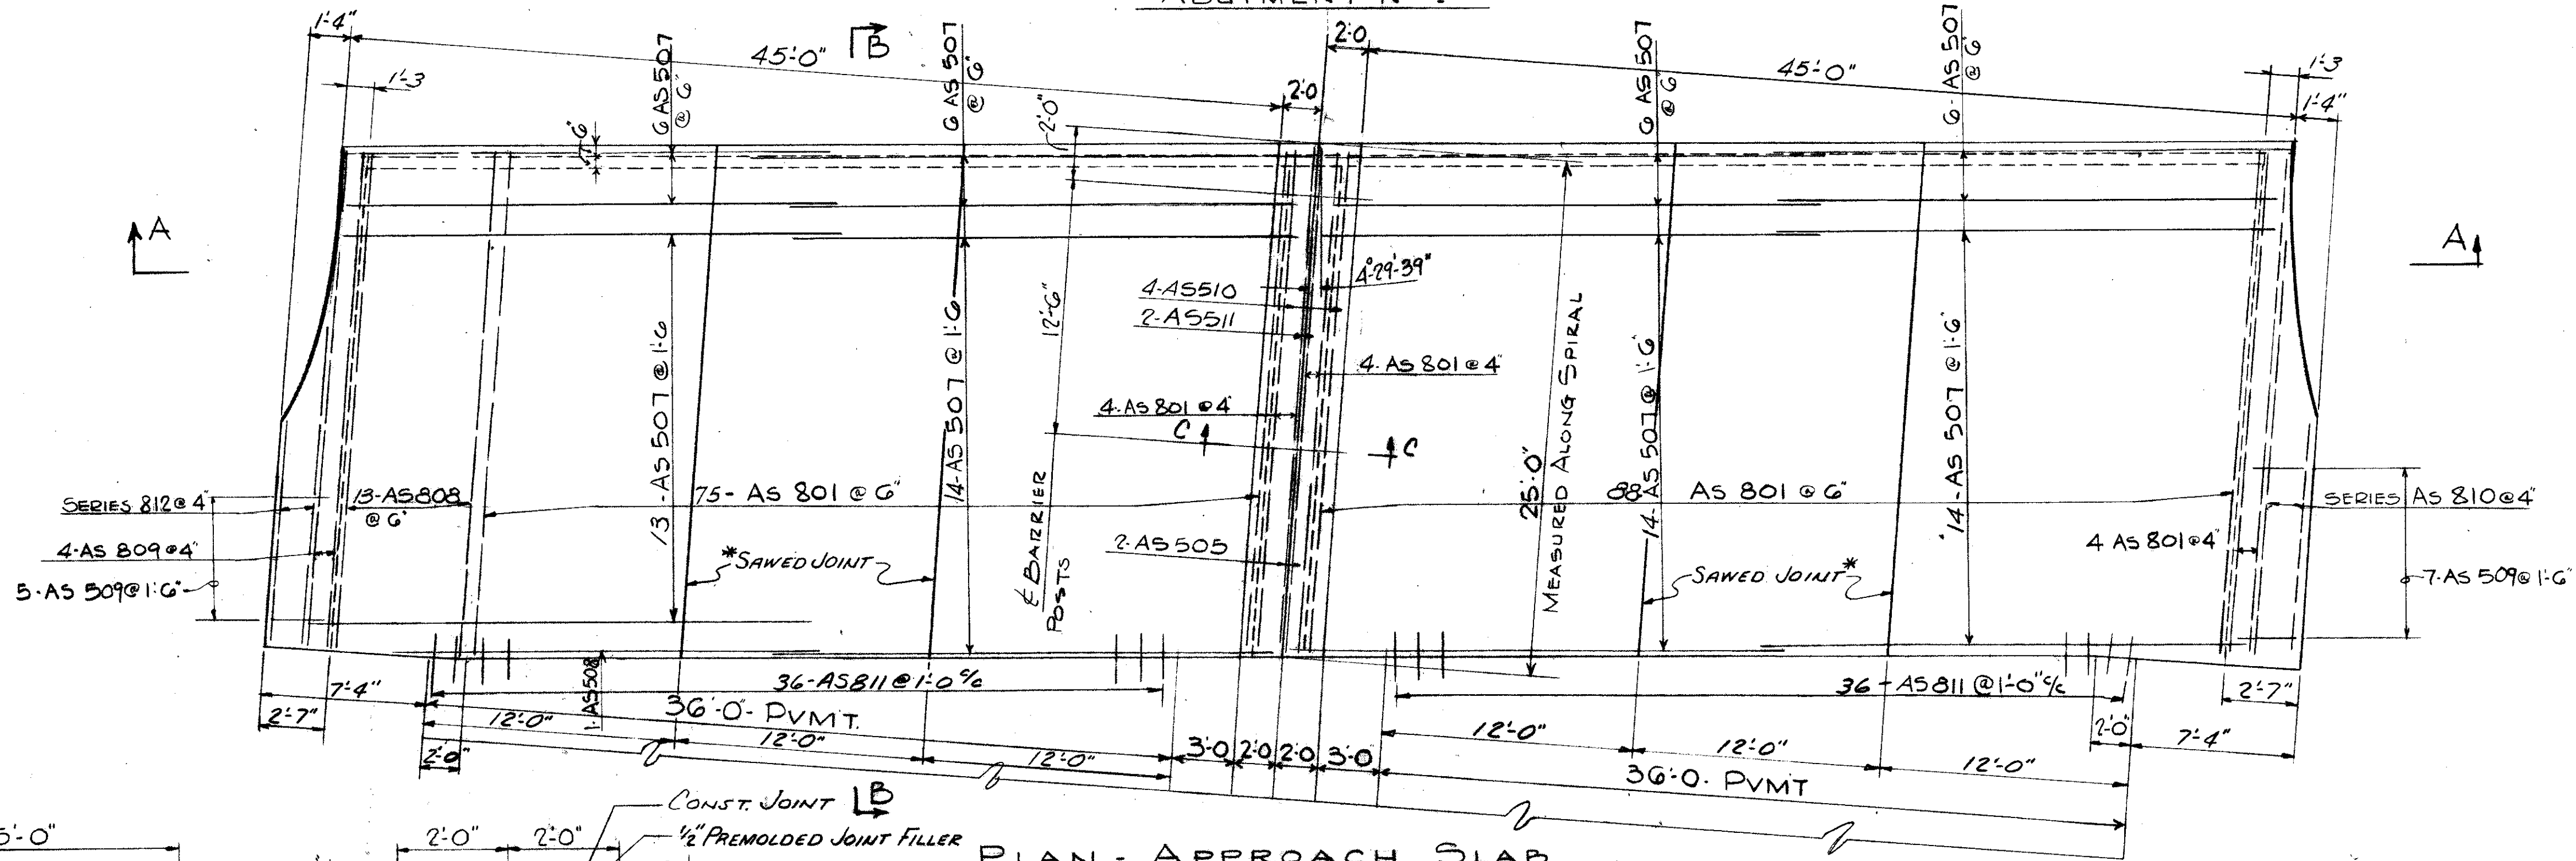 1'-4"
45'-0"
B
1'-3
6 AS 507
@ 6"
6 AS 507
@ 6"
2'-0"
1'-6"
2'-0
2'-0
6 AS 507
@ 6
6-AS 507
@ 6
45'-0"
1'-3
1'-4"
A
A
4-AS510
2-AS511
4°-29'-39"
4-AS 801 @ 4"
4-AS 801 @ 4"
C
C
12'-6"
℄ BARRIER
POSTS
25'-0"
MEASURED ALONG SPIRAL
13-AS 507 @ 1'-6
14-AS 507 @ 1'-6
14-AS 507 @ 1'-6"
14-AS 507 @ 1'-6"
SERIES 812 @ 4"
13-AS808
@ 6"
75- AS 801 @ 6"
88- AS 801 @ 6"
SERIES AS 810 @ 4"
4-AS 809 @ 4"
5-AS 509 @ 1'-6"
*SAWED JOINT
2-AS505
SAWED JOINT*
4 AS 801 @ 4"
7-AS 509 @ 1'-6"
1-AS508
36-AS811 @ 1'-0 c/c
36-AS811 @ 1'-0" c/c
7'-4"
2'-7"
36'-0- PVMT.
12'-0"
12'-0"
12'-0"
2'-0"
3'-0
2'-0
2'-0
3'-0
12'-0"
12'-0"
12'-0"
36'-0- PVMT
2'-0"
7'-4"
2'-7"
CONST. JOINT
B
1/2" PREMOLDED JOINT FILLER
5'-0"
2'-0"
2'-0"
PLAN - APPROACH SLAB